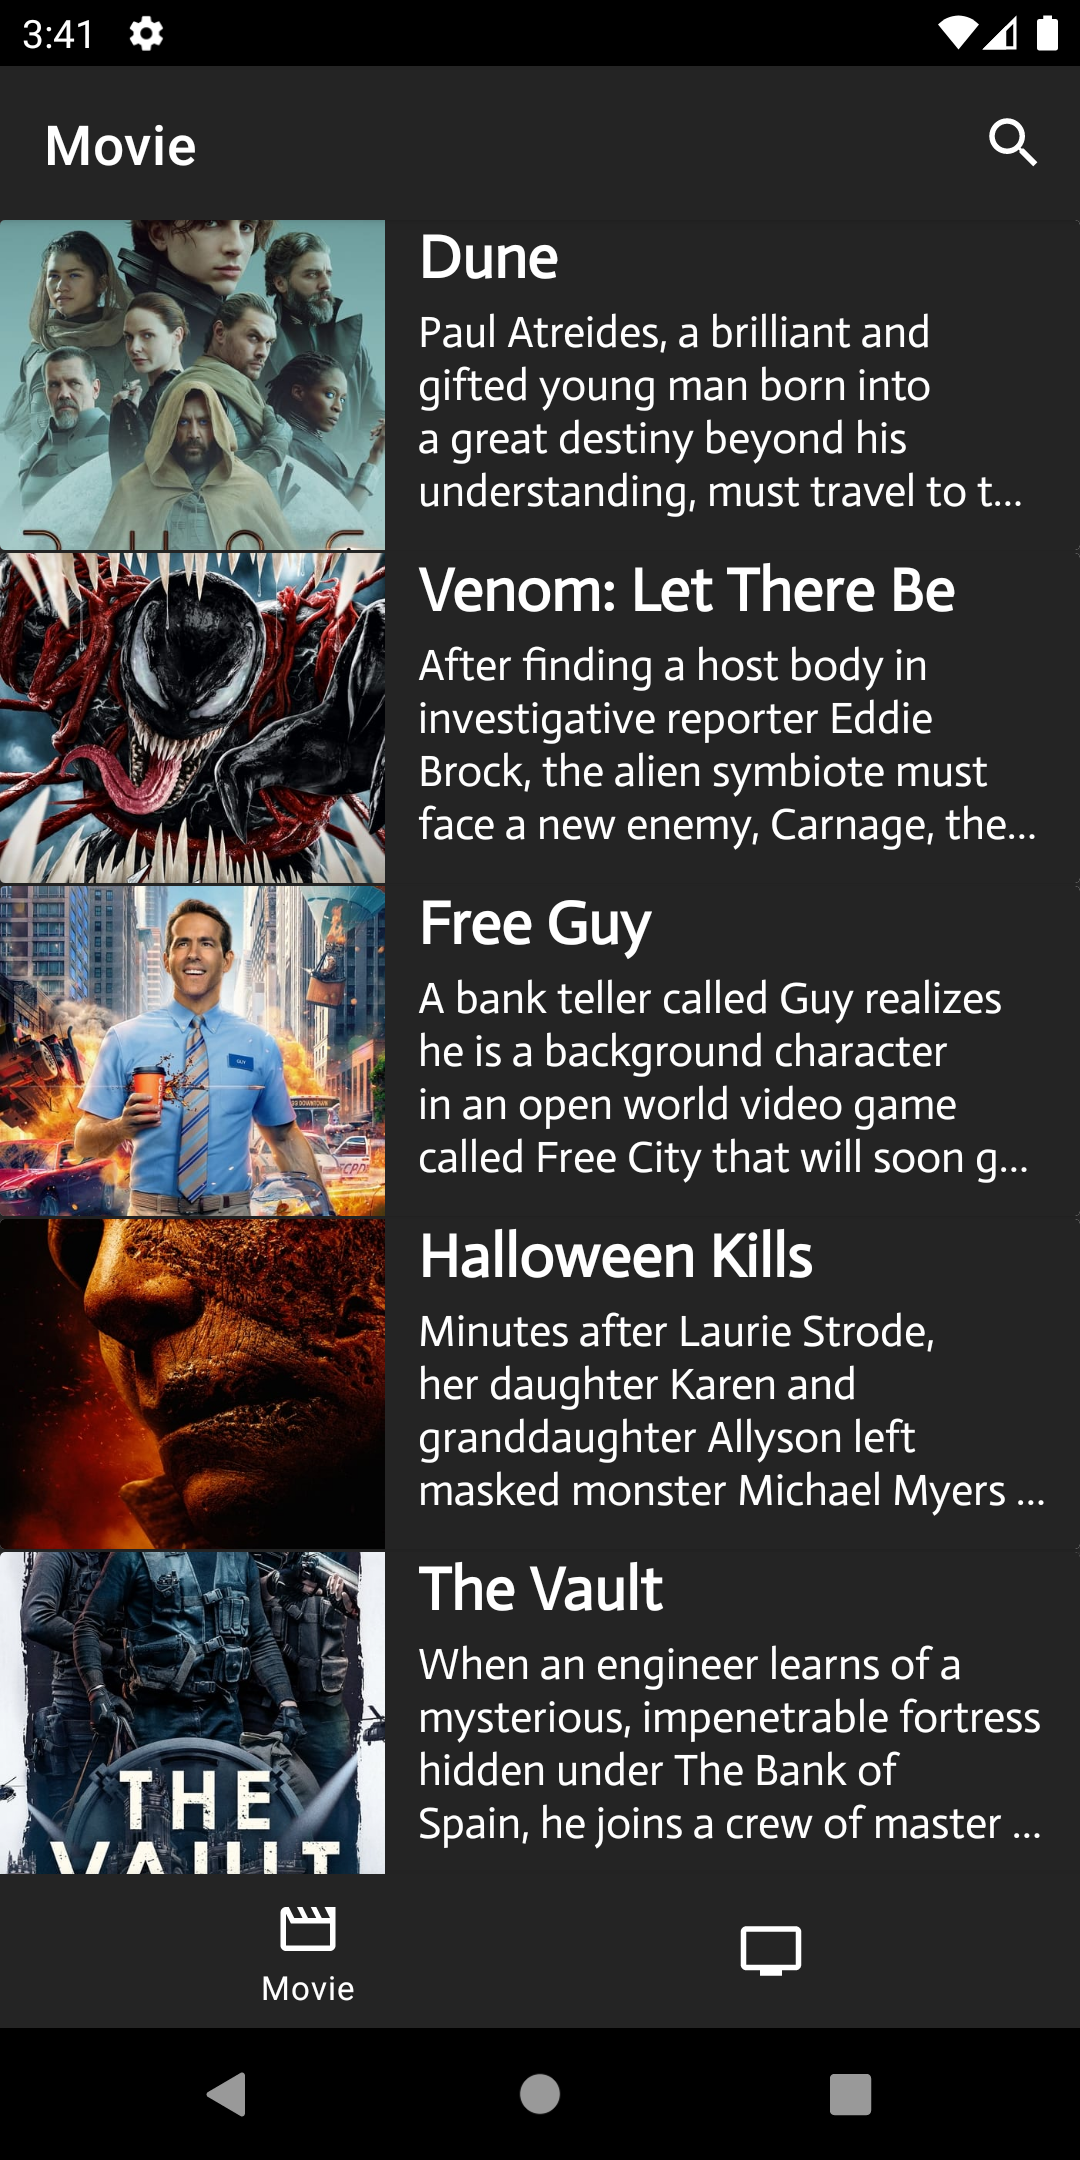 3:41
Movie
Dune
Paul Atreides, a brilliant and
gifted young man born into
a great destiny beyond his
understanding, must travel to t...
Venom: Let There Be
After finding a host body in
investigative reporter Eddie
Brock, the alien symbiote must
face a new enemy, Carnage, the...
GUY
Free Guy
A bank teller called Guy realizes
he is a background character
in an open world video game
called Free City that will soon g...
Halloween Kills
Minutes after Laurie Strode,
her daughter Karen and
granddaughter Allyson left
masked monster Michael Myers ...
THE
VAULT
The Vault
When an engineer learns of a
mysterious, impenetrable fortress
hidden under The Bank of
Spain, he joins a crew of master ...
Movie